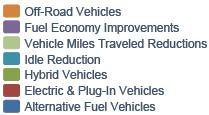 Off-Road Vehicles
Fuel Economy Improvements
Vehicle Miles Traveled Reductions
Idle Reduction
Hybrid Vehicles
Electric & Plug-In Vehicles
Alternative Fuel Vehicles